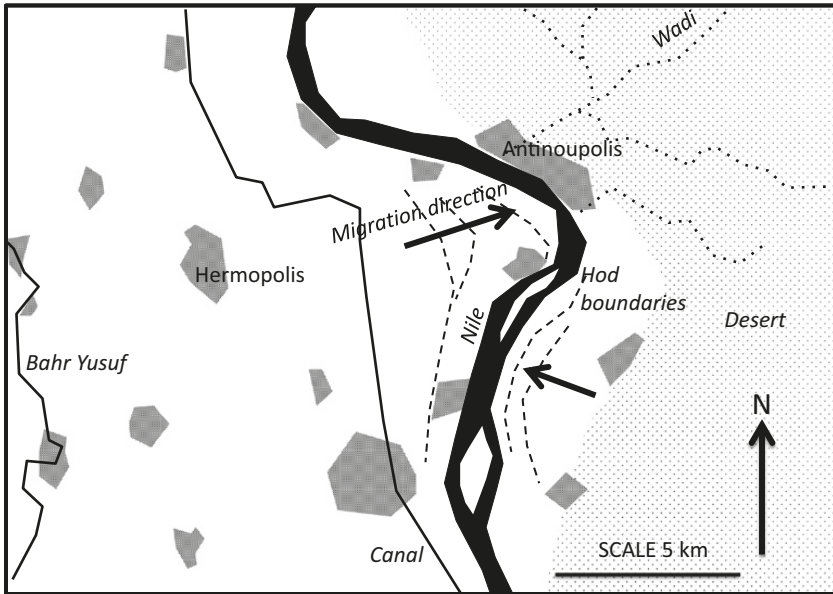 Wadi
Antinoupolis
Migration direction
Hermopolis
Hod
boundaries
Nile
Desert
Bahr Yusuf
N
SCALE 5 km
Canal